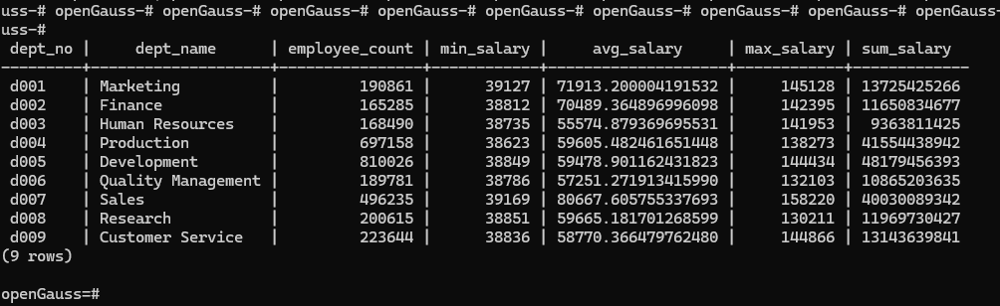 uss-# openGauss-# openGauss-# openGauss-# openGauss-# openGauss-# openGauss-# openGauss-# openGauss-# openGauss-
uss-#
 dept_no |     dept_name      | employee_count | min_salary |     avg_salary     | max_salary | sum_salary
---------+--------------------+----------------+------------+--------------------+------------+-------------
 d001    | Marketing          |         190861 |      39127 | 71913.200004191532 |     145128 | 13725425266
 d002    | Finance            |         165285 |      38812 | 70489.364896996098 |     142395 | 11650834677
 d003    | Human Resources    |         168490 |      38735 | 55574.879369695531 |     141953 |  9363811425
 d004    | Production         |         697158 |      38623 | 59605.482461651448 |     138273 | 41554438942
 d005    | Development        |         810026 |      38849 | 59478.901162431823 |     144434 | 48179456393
 d006    | Quality Management |         189781 |      38786 | 57251.271913415990 |     132103 | 10865203635
 d007    | Sales              |         496235 |      39169 | 80667.605755337693 |     158220 | 40030089342
 d008    | Research           |         200615 |      38851 | 59665.181701268599 |     130211 | 11969730427
 d009    | Customer Service   |         223644 |      38836 | 58770.366479762480 |     144866 | 13143639841
(9 rows)

openGauss=#